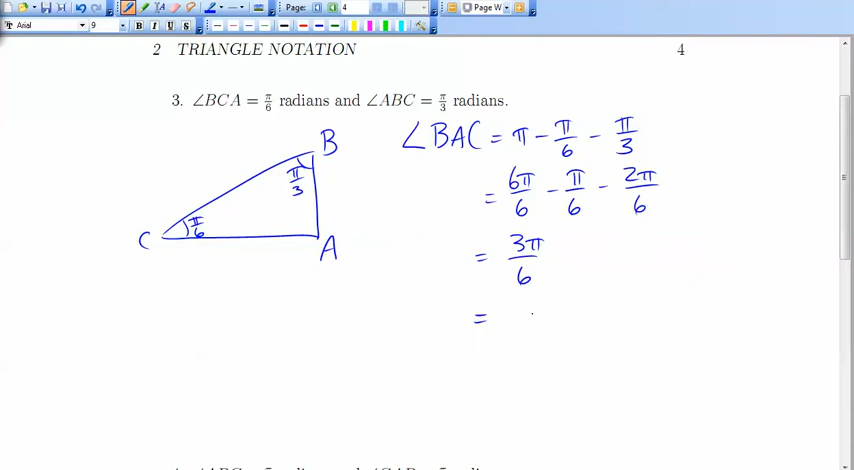 Page: 4 Page W
Arial 9 B I U S
2 TRIANGLE NOTATION 4
3. ∠BCA = π/6 radians and ∠ABC = π/3 radians.
B
π/3
C π/6
A
∠BAC = π − π/6 − π/3
= 6π/6 − π/6 − 2π/6
= 3π/6
=